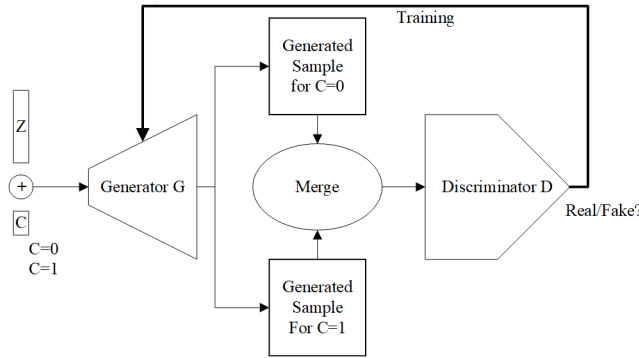 Training
Generated
Sample
for C=0
Z
+
Generator G
Merge
Discriminator D
Real/Fake?
C
C=0
C=1
Generated
Sample
For C=1